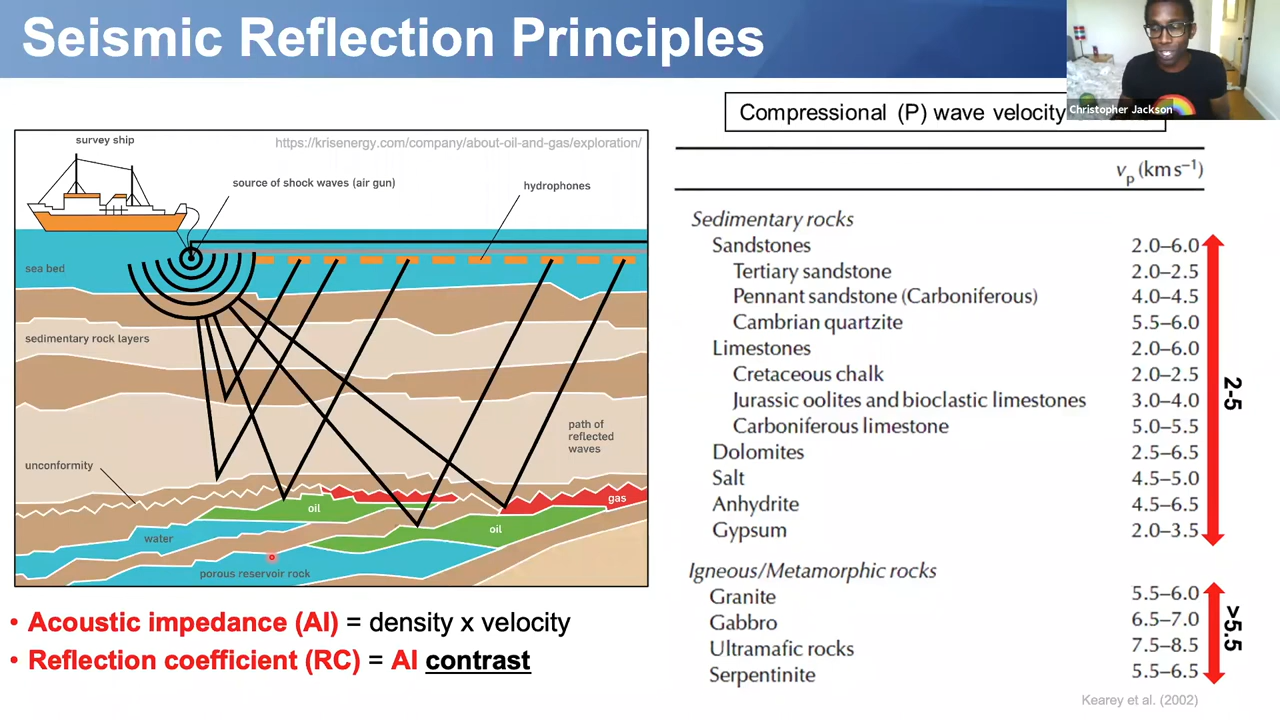 Seismic Reflection Principles
Christopher Jackson
https://krisenergy.com/company/about-oil-and-gas/exploration/
survey ship
source of shock waves (air gun)
hydrophones
sea bed
sedimentary rock layers
path of
reflected
waves
unconformity
oil
gas
oil
water
porous reservoir rock
• Acoustic impedance (AI) = density x velocity
• Reflection coefficient (RC) = AI contrast
Compressional (P) wave velocity
vp (km s⁻¹)
Sedimentary rocks
Sandstones 2.0–6.0
Tertiary sandstone 2.0–2.5
Pennant sandstone (Carboniferous) 4.0–4.5
Cambrian quartzite 5.5–6.0
Limestones 2.0–6.0
Cretaceous chalk 2.0–2.5
Jurassic oolites and bioclastic limestones 3.0–4.0
Carboniferous limestone 5.0–5.5
Dolomites 2.5–6.5
Salt 4.5–5.0
Anhydrite 4.5–6.5
Gypsum 2.0–3.5
2-5
Igneous/Metamorphic rocks
Granite 5.5–6.0
Gabbro 6.5–7.0
Ultramafic rocks 7.5–8.5
Serpentinite 5.5–6.5
>5.5
Kearey et al. (2002)